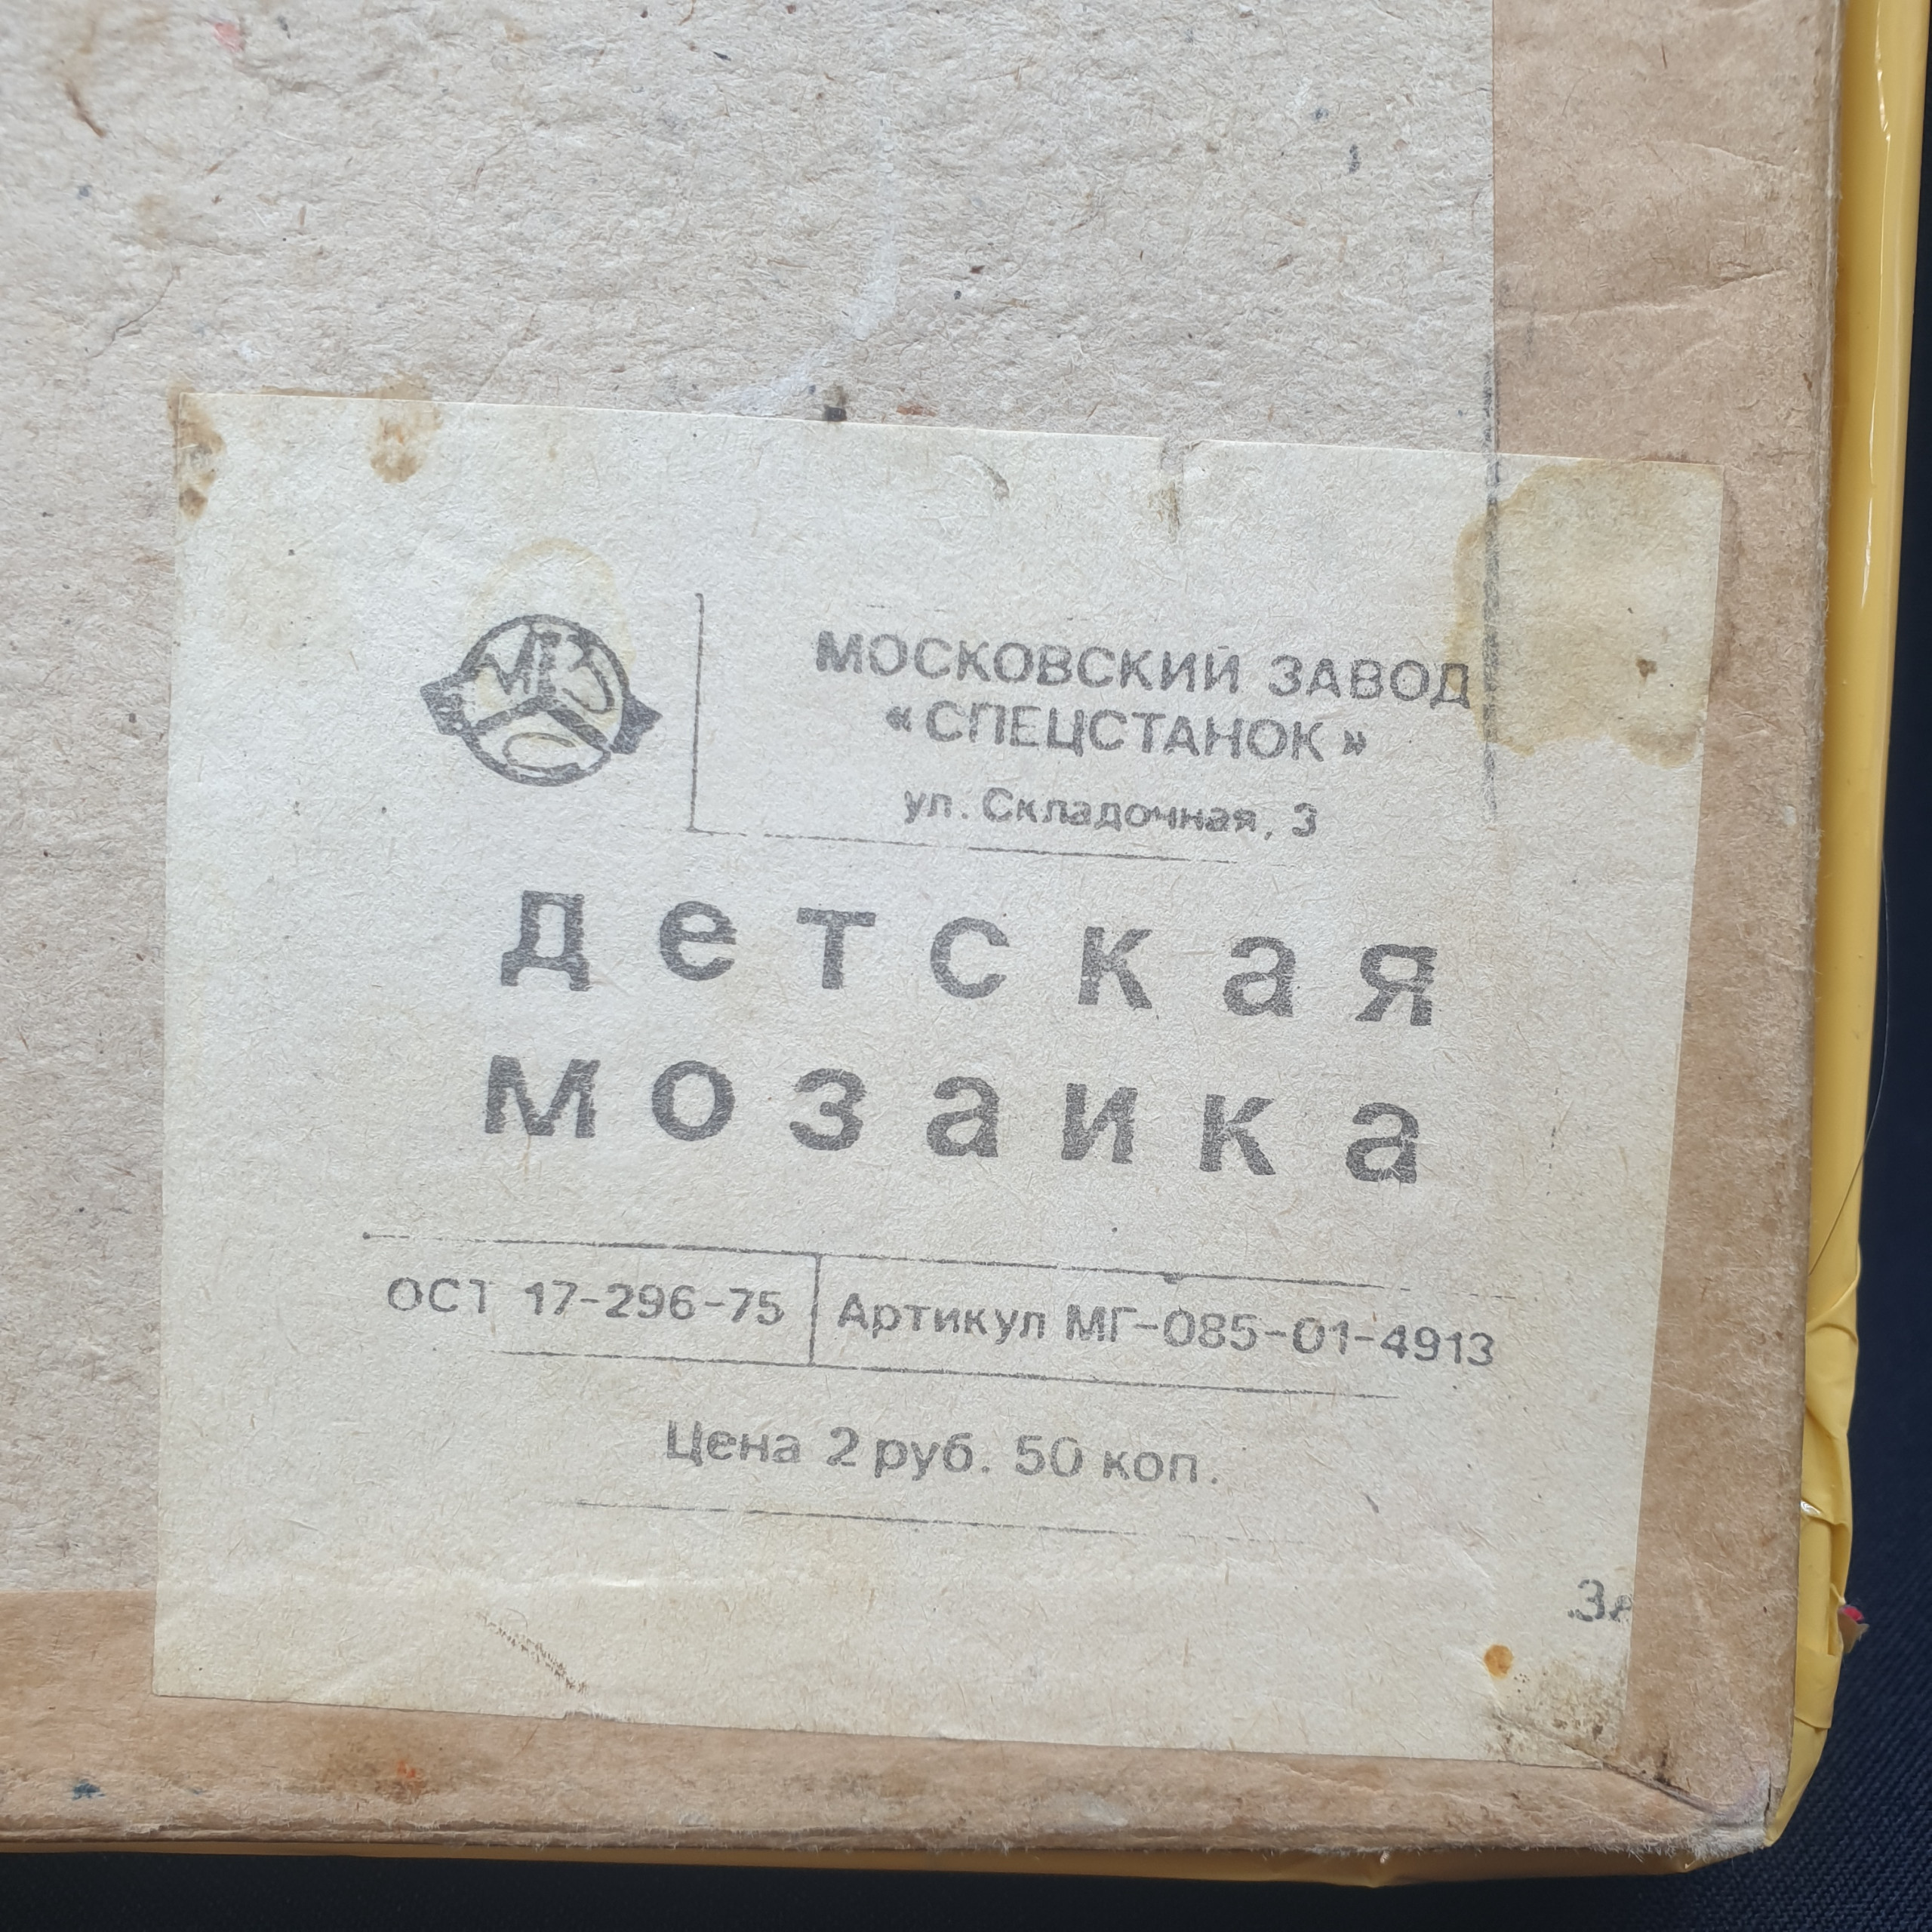 МЗ
С
МОСКОВСКИЙ ЗАВОД
«СПЕЦСТАНОК»
ул. Складочная, 3
детская
мозаика
ОСТ 17-296-75
Артикул МГ-085-01-4913
Цена 2 руб. 50 коп.